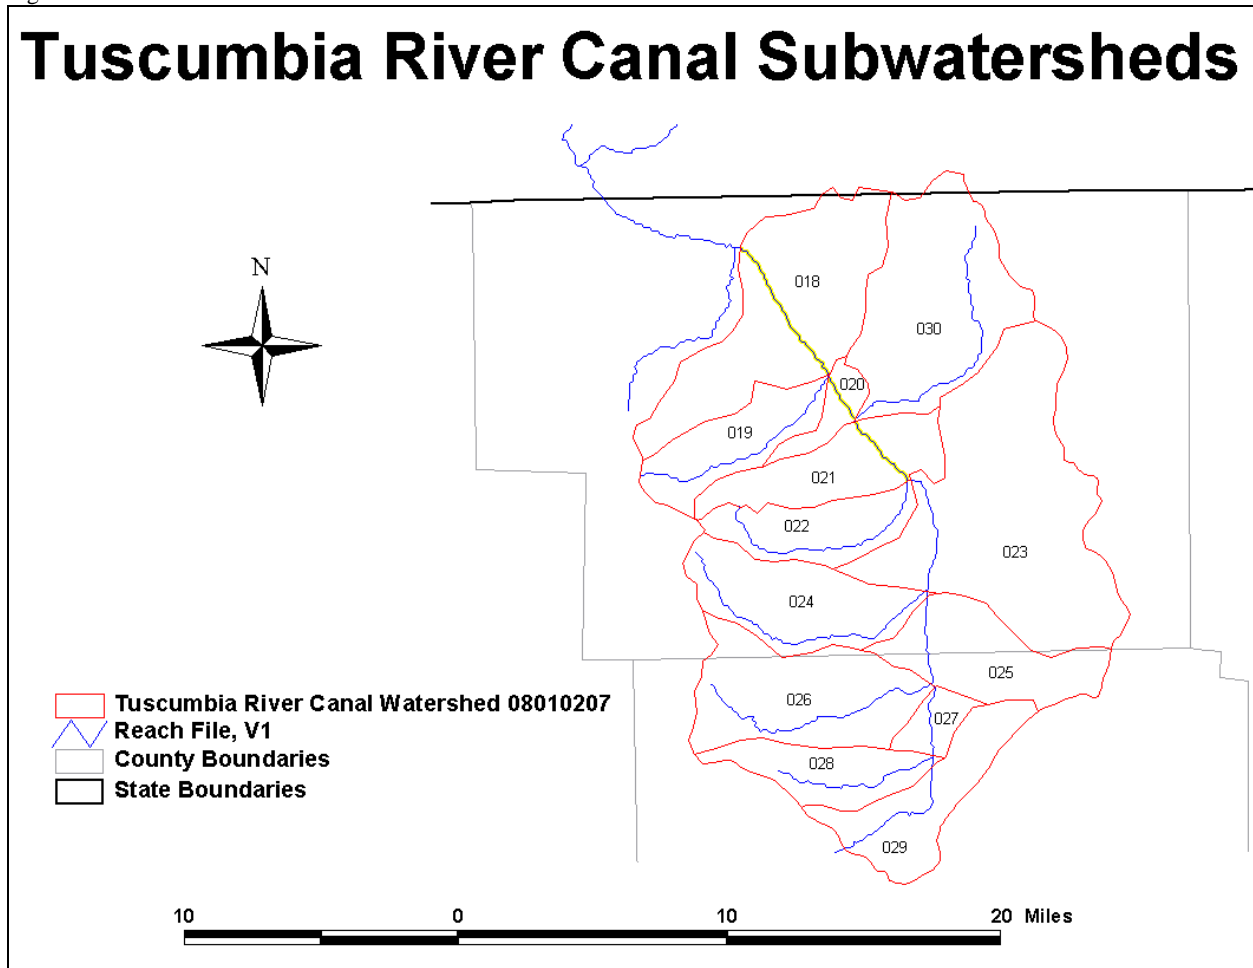 Tuscumbia River Canal Subwatersheds
N
018
030
020
019
021
022
023
024
025
026
027
028
029
Tuscumbia River Canal Watershed 08010207
Reach File, V1
County Boundaries
State Boundaries
10 0 10 20 Miles